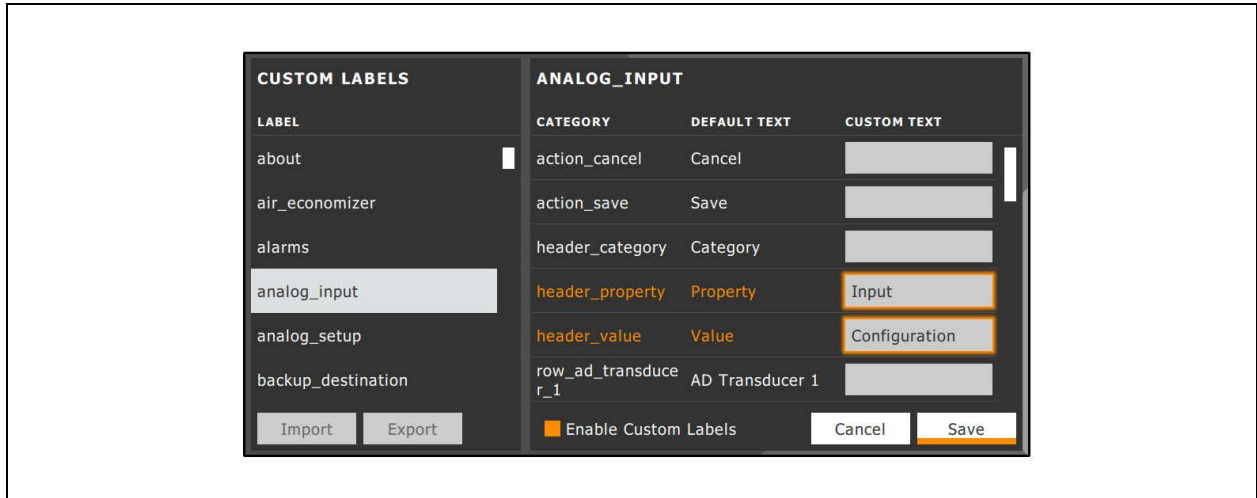 CUSTOM LABELS
LABEL
about
air_economizer
alarms
analog_input
analog_setup
backup_destination
Import Export
ANALOG_INPUT
CATEGORY DEFAULT TEXT CUSTOM TEXT
action_cancel Cancel
action_save Save
header_category Category
header_property Property Input
header_value Value Configuration
row_ad_transduce
r_1 AD Transducer 1
Enable Custom Labels Cancel Save